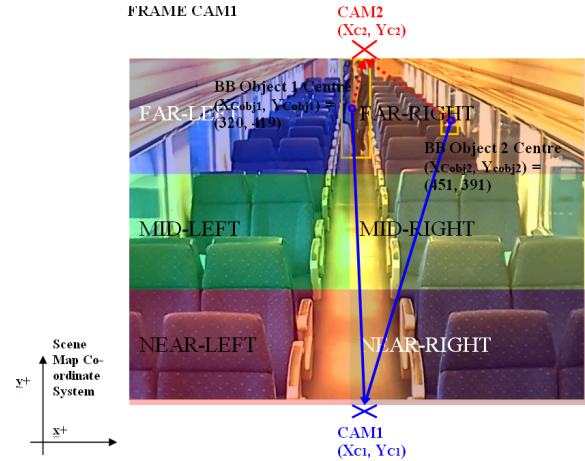 FRAME CAM1
CAM2
(XC2, YC2)
BB Object 1 Centre
(XCobj1, YCobj1) =
(320, 419)
FAR-LEFT
FAR-RIGHT
BB Object 2 Centre
(XCobj2, Ycobj2) =
(451, 391)
MID-LEFT
MID-RIGHT
NEAR-LEFT
NEAR-RIGHT
Scene
Map Co-
ordinate
System
y+
x+
CAM1
(XC1, YC1)